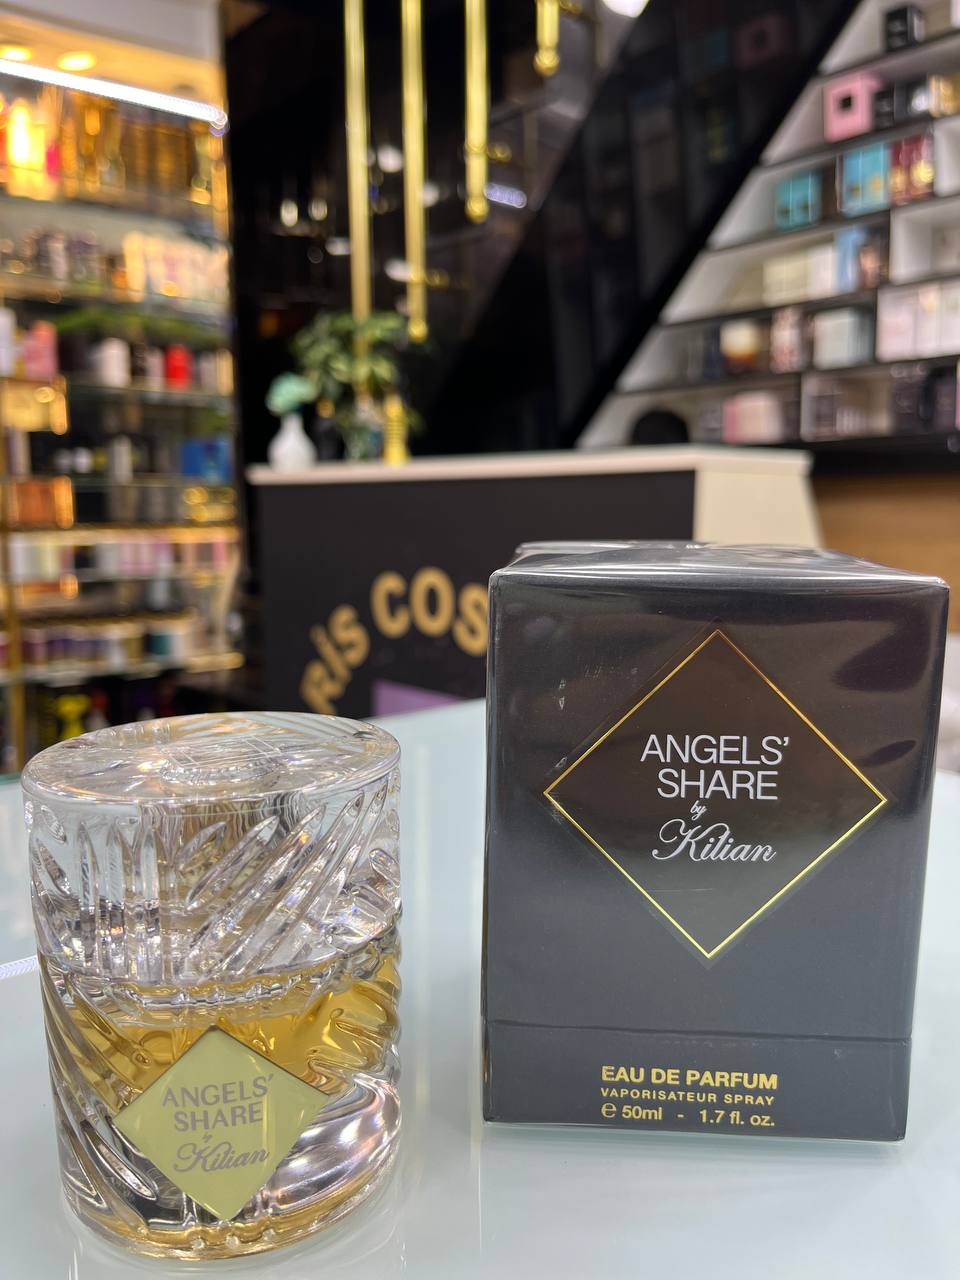 RİS COS
ANGELS'
SHARE
by
Kilian
EAU DE PARFUM
VAPORISATEUR SPRAY
℮ 50ml - 1.7 fl. oz.
ANGELS'
SHARE
by
Kilian